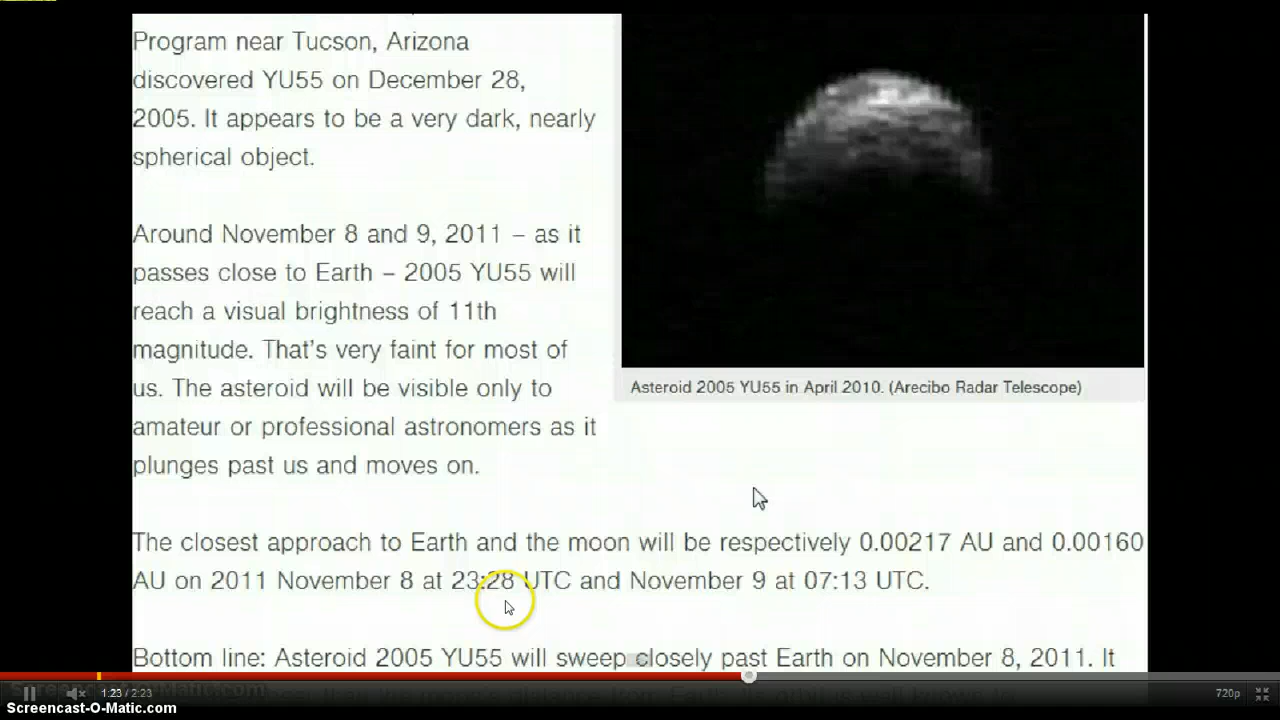 Program near Tucson, Arizona
discovered YU55 on December 28,
2005. It appears to be a very dark, nearly
spherical object.
Around November 8 and 9, 2011 – as it
passes close to Earth – 2005 YU55 will
reach a visual brightness of 11th
magnitude. That's very faint for most of
us. The asteroid will be visible only to
amateur or professional astronomers as it
plunges past us and moves on.
Asteroid 2005 YU55 in April 2010. (Arecibo Radar Telescope)
The closest approach to Earth and the moon will be respectively 0.00217 AU and 0.00160
AU on 2011 November 8 at 23:28 UTC and November 9 at 07:13 UTC.
Bottom line: Asteroid 2005 YU55 will sweep closely past Earth on November 8, 2011. It
1:23 / 2:23
720p
Screencast-O-Matic.com